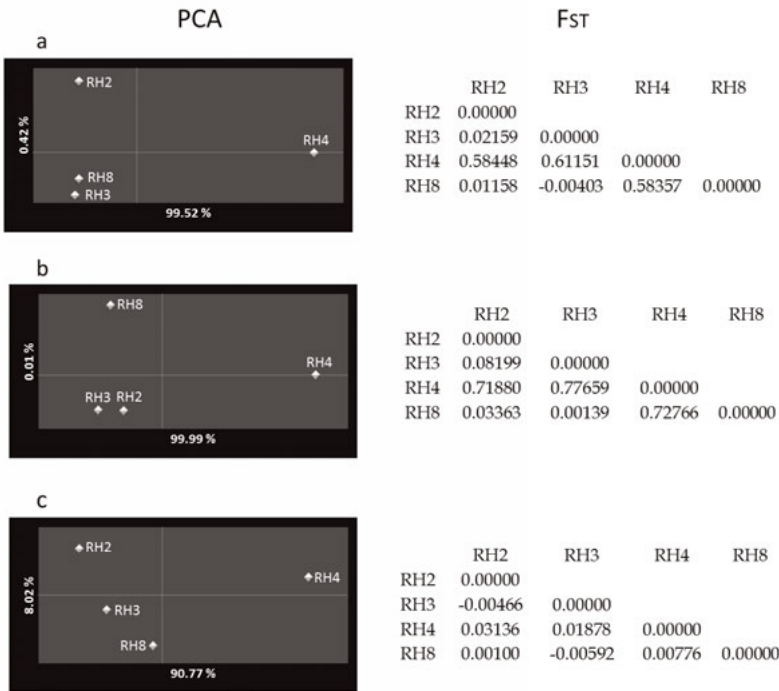 PCA
FST
a
RH2
RH4
RH8
RH3
0.42 %
99.52 %
RH2 RH3 RH4 RH8
RH2 0.00000
RH3 0.02159 0.00000
RH4 0.58448 0.61151 0.00000
RH8 0.01158 -0.00403 0.58357 0.00000
b
RH8
RH4
RH3 RH2
0.01 %
99.99 %
RH2 RH3 RH4 RH8
RH2 0.00000
RH3 0.08199 0.00000
RH4 0.71880 0.77659 0.00000
RH8 0.03363 0.00139 0.72766 0.00000
c
RH2
RH4
RH3
RH8
8.02 %
90.77 %
RH2 RH3 RH4 RH8
RH2 0.00000
RH3 -0.00466 0.00000
RH4 0.03136 0.01878 0.00000
RH8 0.00100 -0.00592 0.00776 0.00000